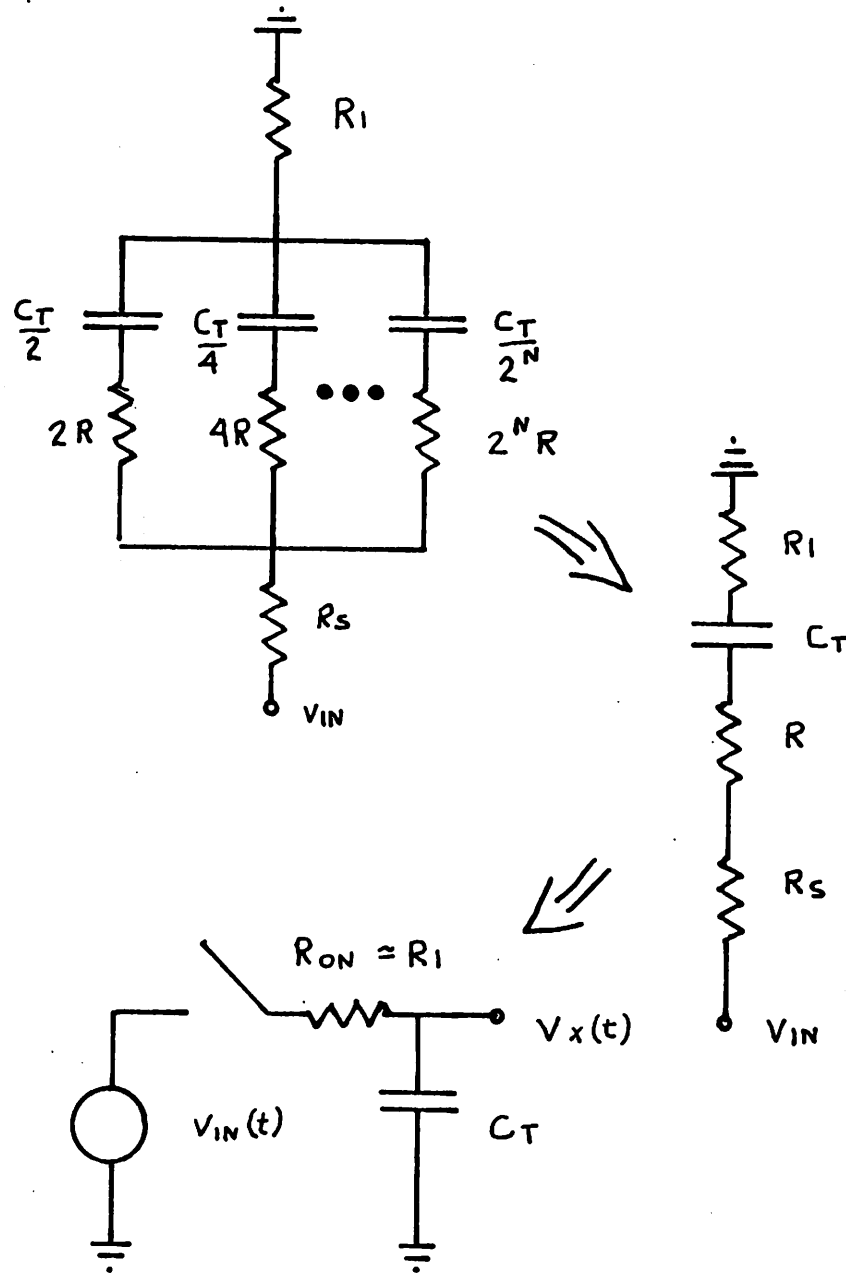 R1
CT/2
CT/4
CT/2^N
2R
4R
2^N R
RS
VIN
R1
CT
R
RS
VIN
RON ≃ R1
VX(t)
VIN(t)
CT